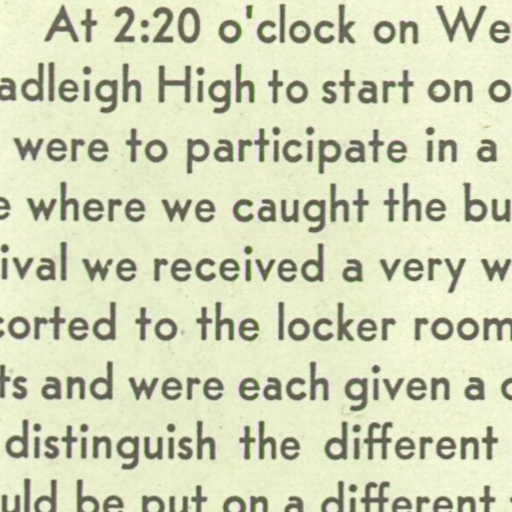 At 2:20 o'clock on We
adleigh High to start on o
were to participate in a
e where we caught the bu
ival we received a very w
corted to the locker room
ts and were each given a
distinguish the different
uld be put on a different